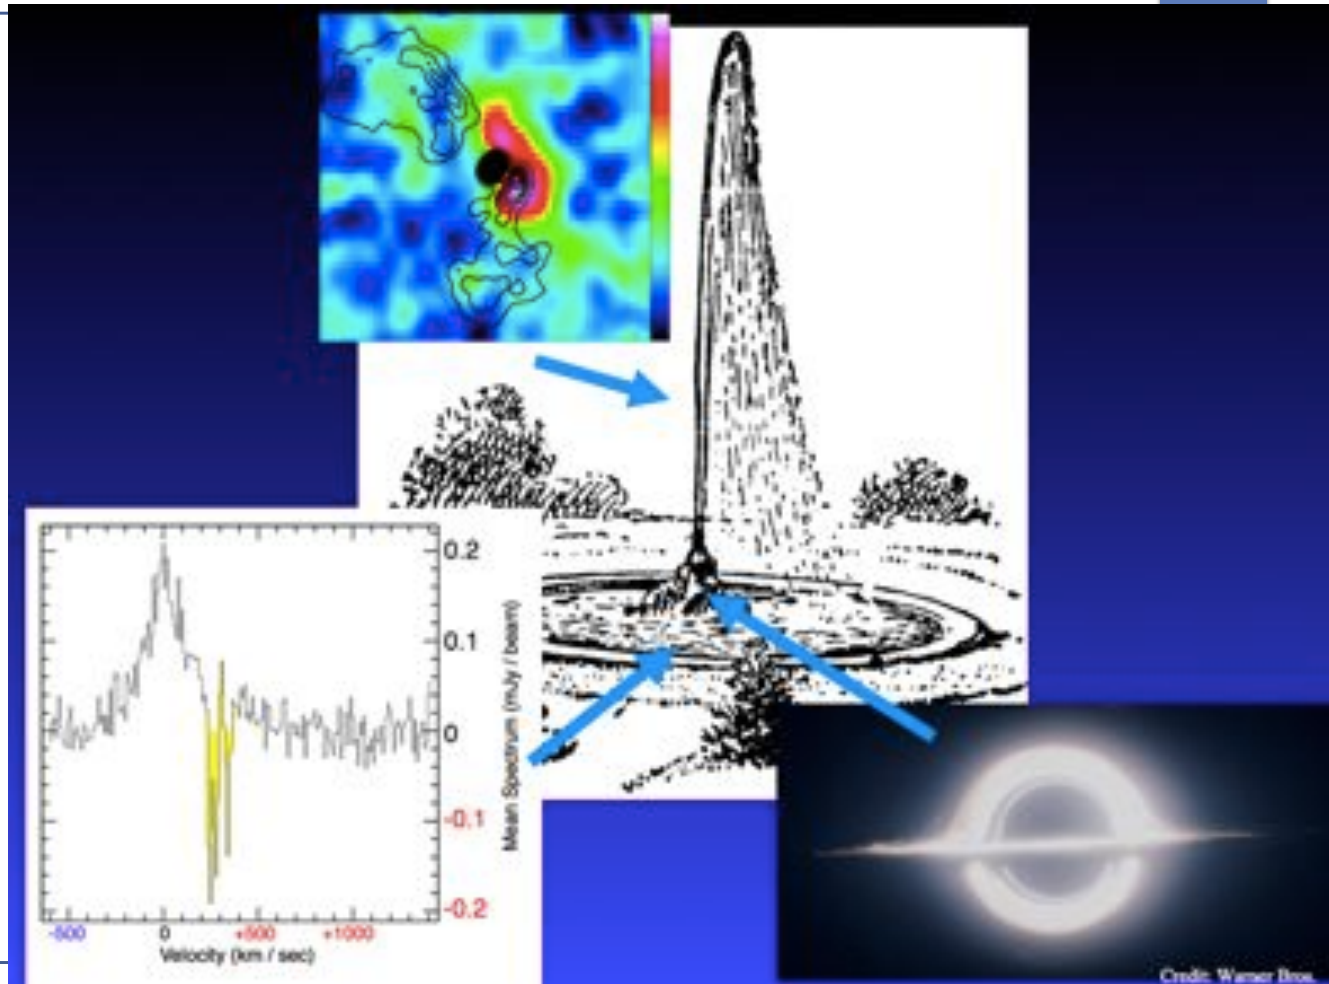 0.2
0.1
0
-0.1
-0.2
Mean Spectrum (mJy / beam)
-500 0 +500 +1000
Velocity (km / sec)
Credit: Warner Bros.